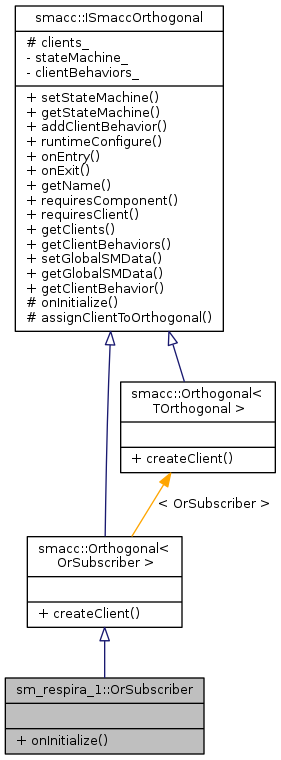 smacc::ISmaccOrthogonal
# clients_
- stateMachine_
- clientBehaviors_
+ setStateMachine()
+ getStateMachine()
+ addClientBehavior()
+ runtimeConfigure()
+ onEntry()
+ onExit()
+ getName()
+ requiresComponent()
+ requiresClient()
+ getClients()
+ getClientBehaviors()
+ setGlobalSMData()
+ getGlobalSMData()
+ getClientBehavior()
# onInitialize()
# assignClientToOrthogonal()
smacc::Orthogonal<
TOrthogonal >
+ createClient()
< OrSubscriber >
smacc::Orthogonal<
OrSubscriber >
+ createClient()
sm_respira_1::OrSubscriber
+ onInitialize()